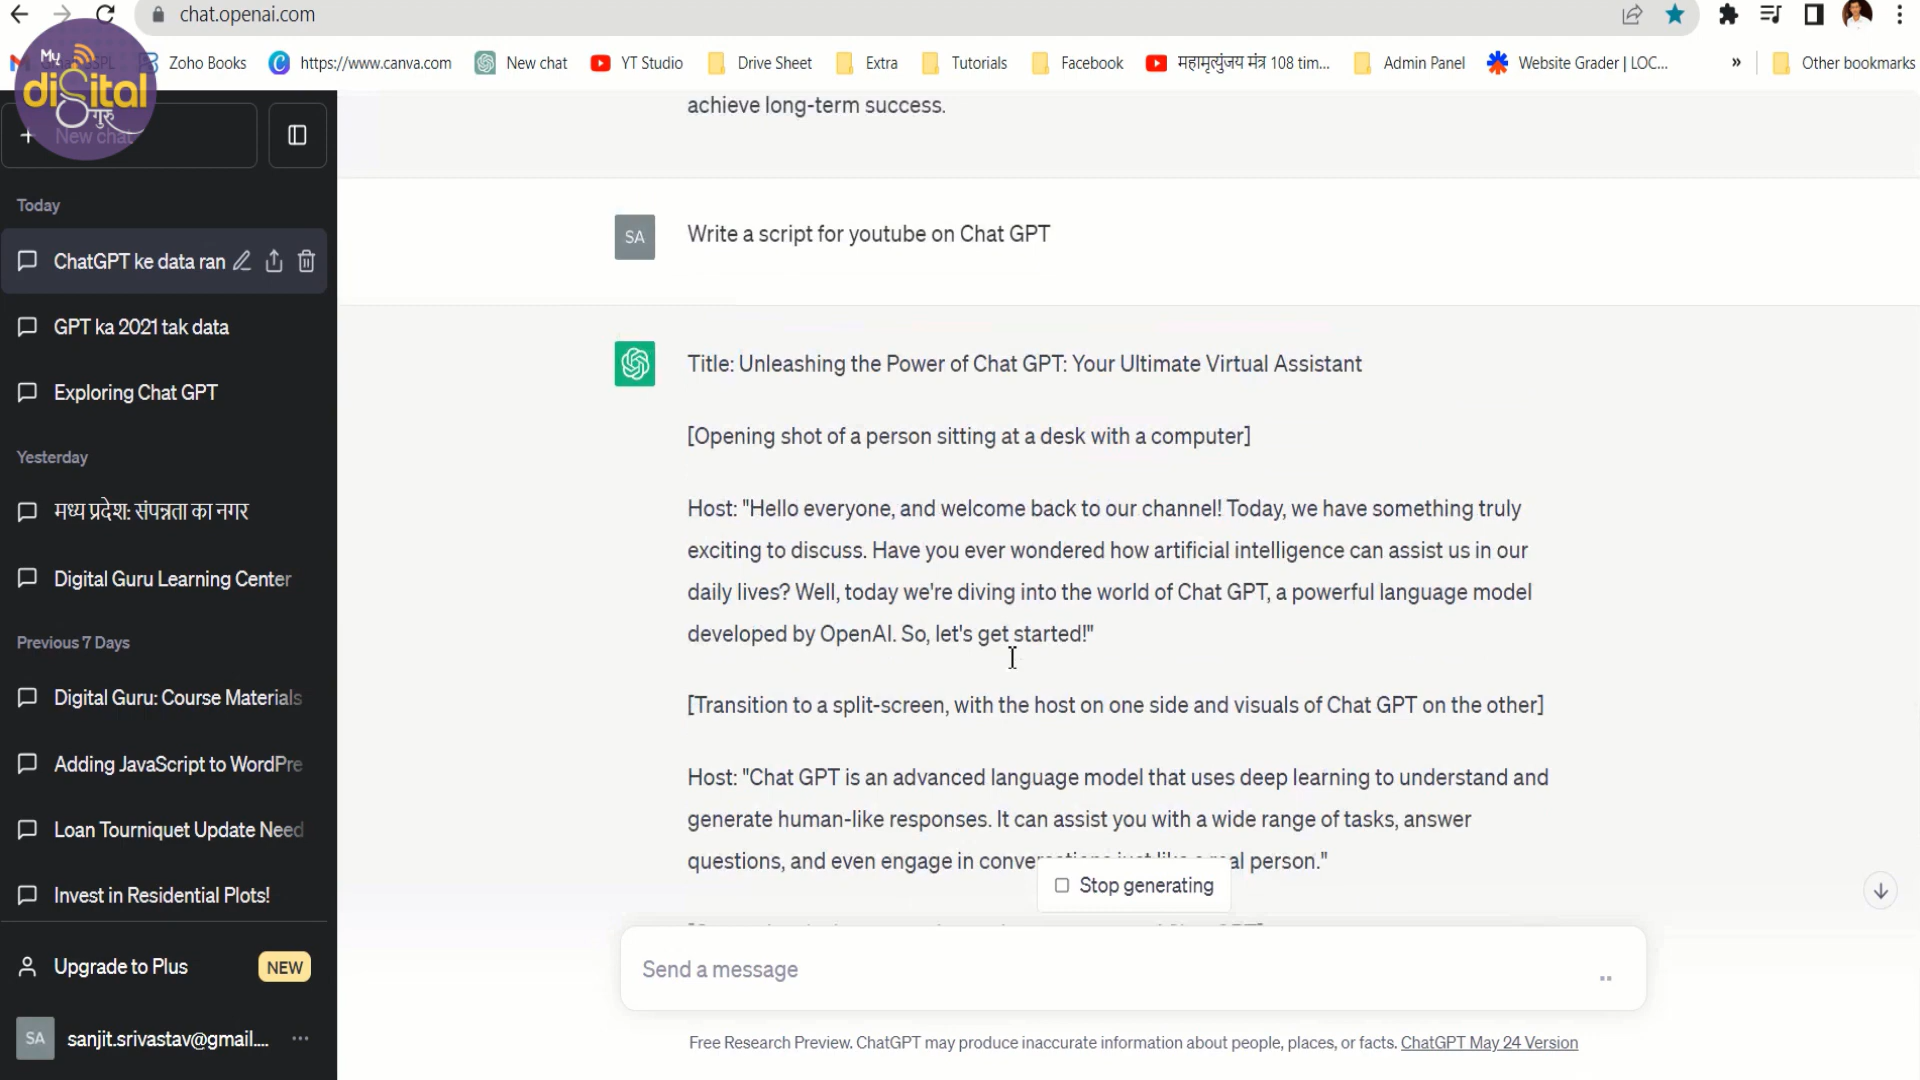 chat.openai.com
Zoho Books
https://www.canva.com
New chat
YT Studio
Drive Sheet
Extra
Tutorials
Facebook
महामृत्युंजय मंत्र 108 tim...
Admin Panel
Website Grader | LOC...
»
Other bookmarks
My
digital
गुरु
+ New chat
Today
ChatGPT ke data ran
GPT ka 2021 tak data
Exploring Chat GPT
Yesterday
मध्य प्रदेश: संपन्नता का नगर
Digital Guru Learning Center
Previous 7 Days
Digital Guru: Course Materials
Adding JavaScript to WordPre
Loan Tourniquet Update Need
Invest in Residential Plots!
Upgrade to Plus
NEW
SA
sanjit.srivastav@gmail....
achieve long-term success.
SA
Write a script for youtube on Chat GPT
Title: Unleashing the Power of Chat GPT: Your Ultimate Virtual Assistant
[Opening shot of a person sitting at a desk with a computer]
Host: "Hello everyone, and welcome back to our channel! Today, we have something truly
exciting to discuss. Have you ever wondered how artificial intelligence can assist us in our
daily lives? Well, today we're diving into the world of Chat GPT, a powerful language model
developed by OpenAI. So, let's get started!"
[Transition to a split-screen, with the host on one side and visuals of Chat GPT on the other]
Host: "Chat GPT is an advanced language model that uses deep learning to understand and
generate human-like responses. It can assist you with a wide range of tasks, answer
questions, and even engage in conversations just like a real person."
Stop generating
Send a message
Free Research Preview. ChatGPT may produce inaccurate information about people, places, or facts. ChatGPT May 24 Version